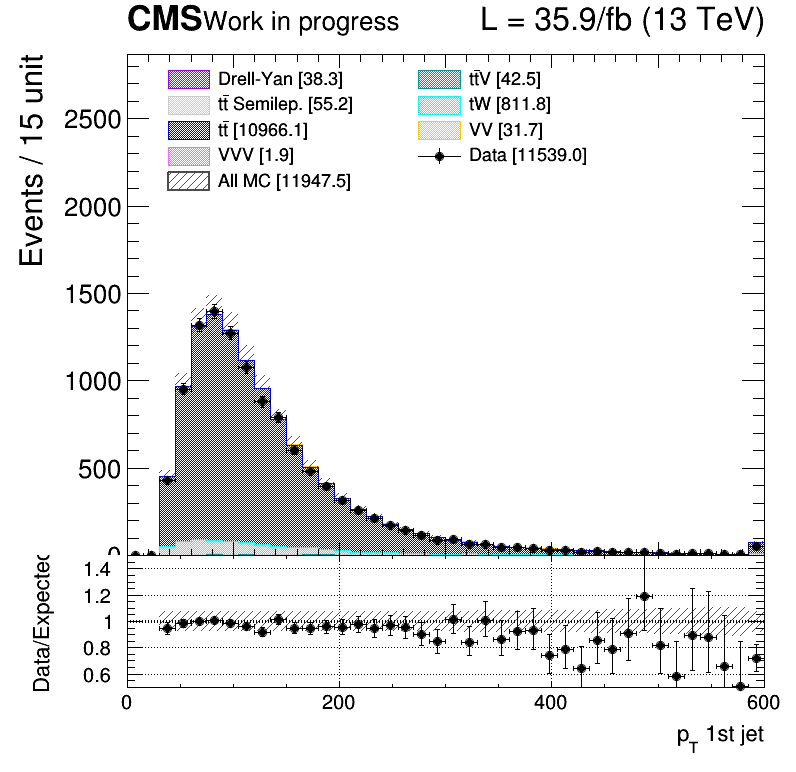 CMS Work in progress L = 35.9/fb (13 TeV)
Events / 15 unit
Drell-Yan [38.3]
tt̄ Semilep. [55.2]
tt̄ [10966.1]
VVV [1.9]
All MC [11947.5]
tt̄V [42.5]
tW [811.8]
VV [31.7]
Data [11539.0]
2500
2000
1500
1000
500
0
Data/Expected
1.4
1.2
1
0.8
0.6
0 200 400 600
p_T 1st jet